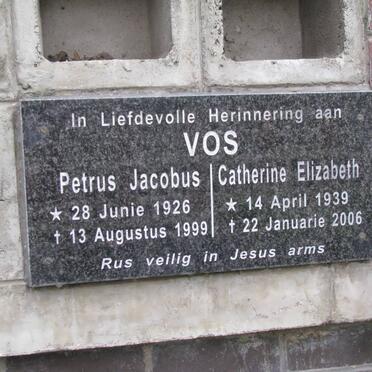 In Liefdevolle Herinnering aan
VOS
Petrus Jacobus
★ 28 Junie 1926
† 13 Augustus 1999
Catherine Elizabeth
★ 14 April 1939
† 22 Januarie 2006
Rus veilig in Jesus arms